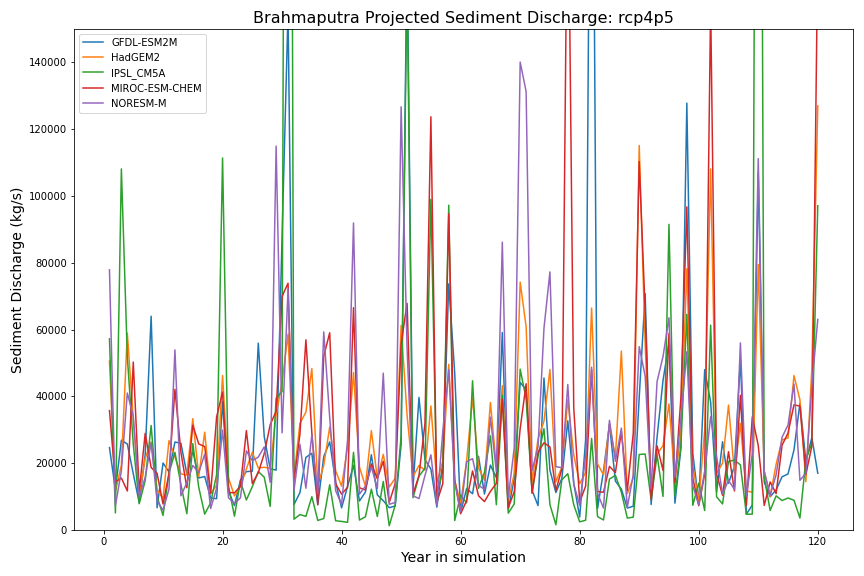 Brahmaputra Projected Sediment Discharge: rcp4p5
GFDL-ESM2M
HadGEM2
IPSL_CM5A
MIROC-ESM-CHEM
NORESM-M
Sediment Discharge (kg/s)
140000
120000
100000
80000
60000
40000
20000
0
0 20 40 60 80 100 120
Year in simulation